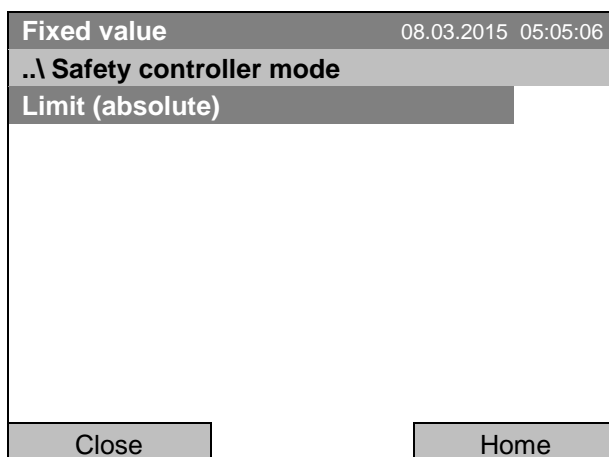 Fixed value 08.03.2015 05:05:06
..\ Safety controller mode
Limit (absolute)
Close Home